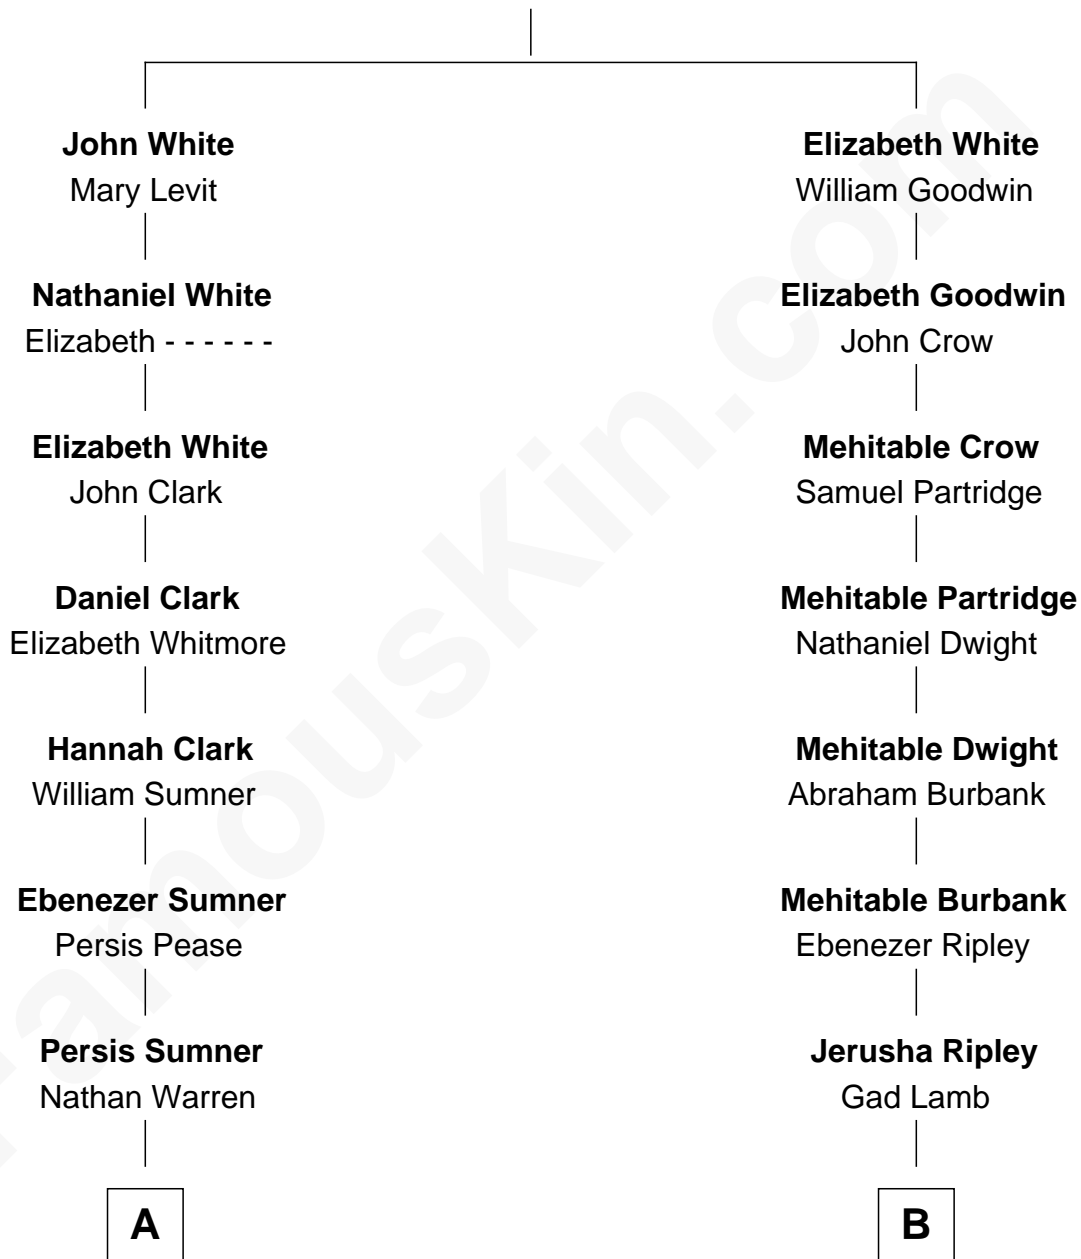 John White
Mary Levit
Nathaniel White
Elizabeth - - - - - -
Elizabeth White
John Clark
Daniel Clark
Elizabeth Whitmore
Hannah Clark
William Sumner
Ebenezer Sumner
Persis Pease
Persis Sumner
Nathan Warren
A
Elizabeth White
William Goodwin
Elizabeth Goodwin
John Crow
Mehitable Crow
Samuel Partridge
Mehitable Partridge
Nathaniel Dwight
Mehitable Dwight
Abraham Burbank
Mehitable Burbank
Ebenezer Ripley
Jerusha Ripley
Gad Lamb
B
FamousKin.com